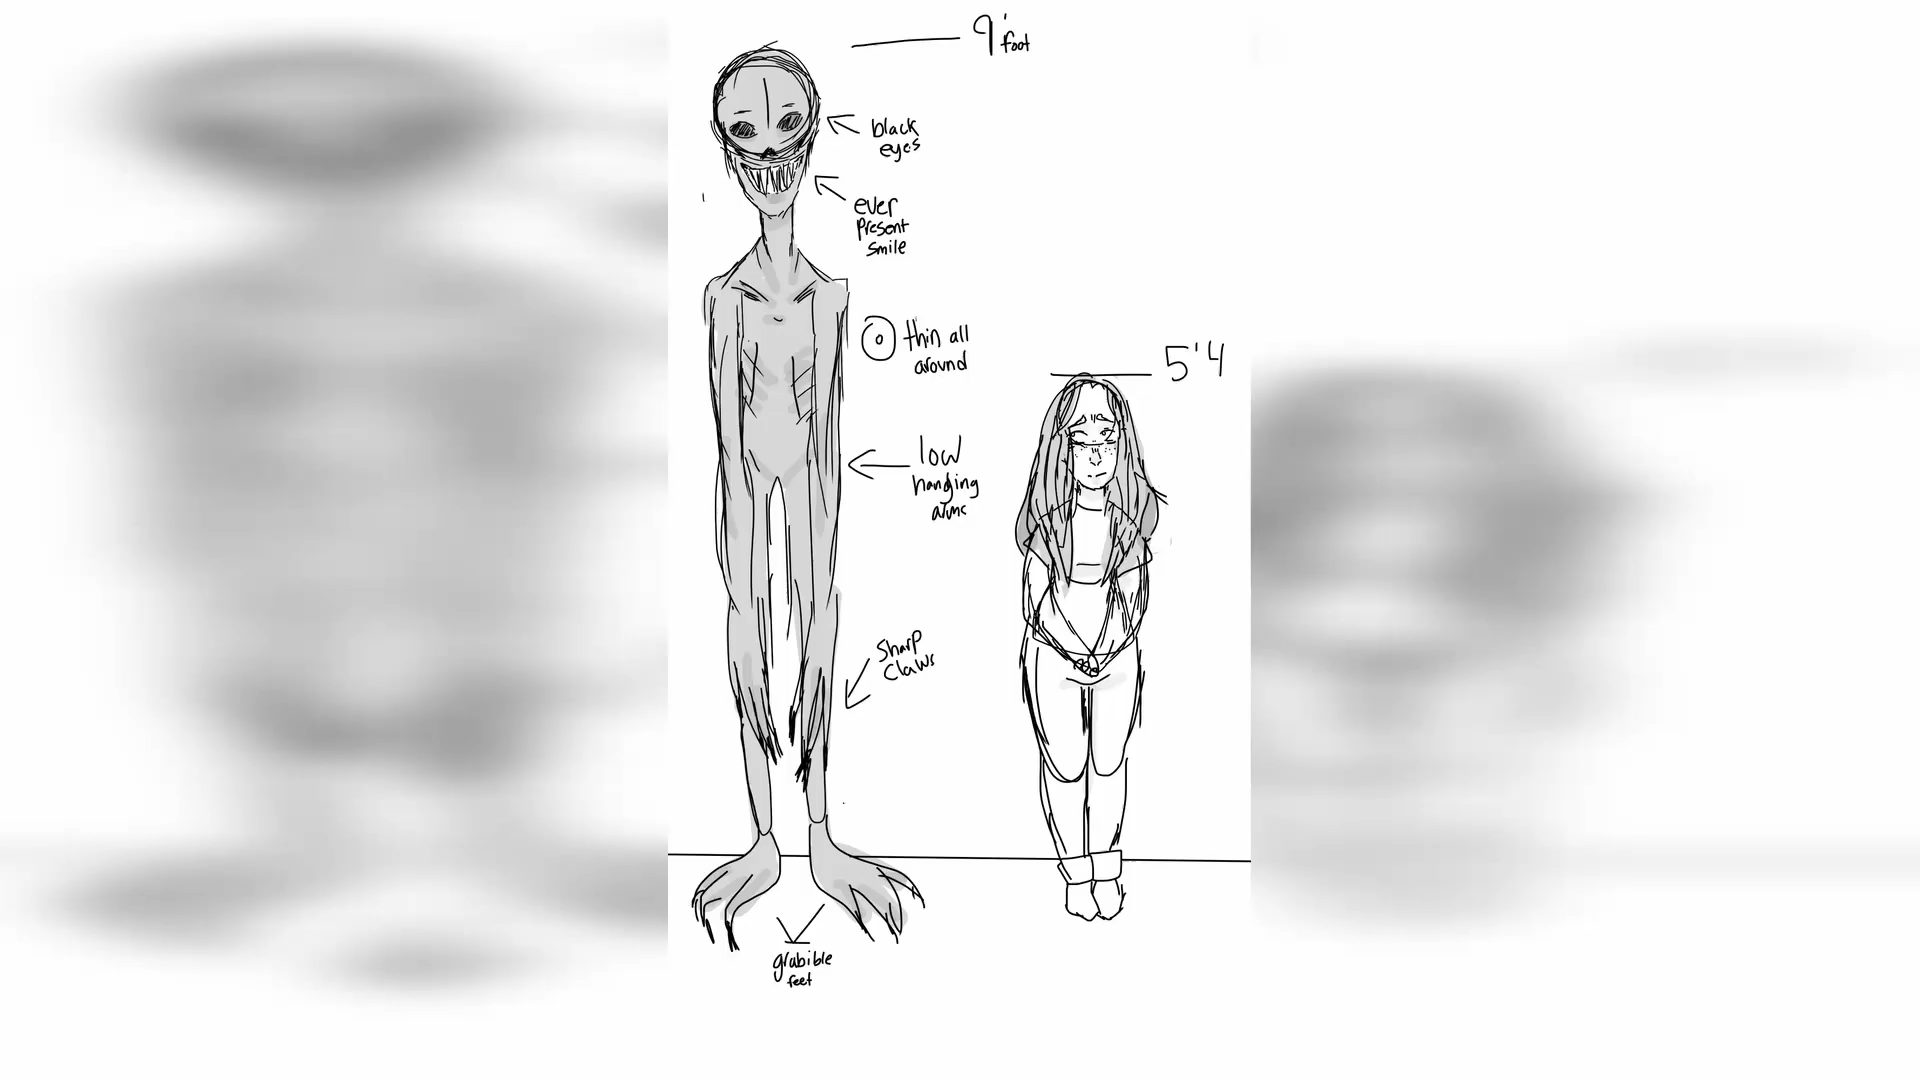 9' foot
black
eyes
ever
present
smile
thin all
around
5'4
low
hanging
arms
sharp
claws
grabible
feet